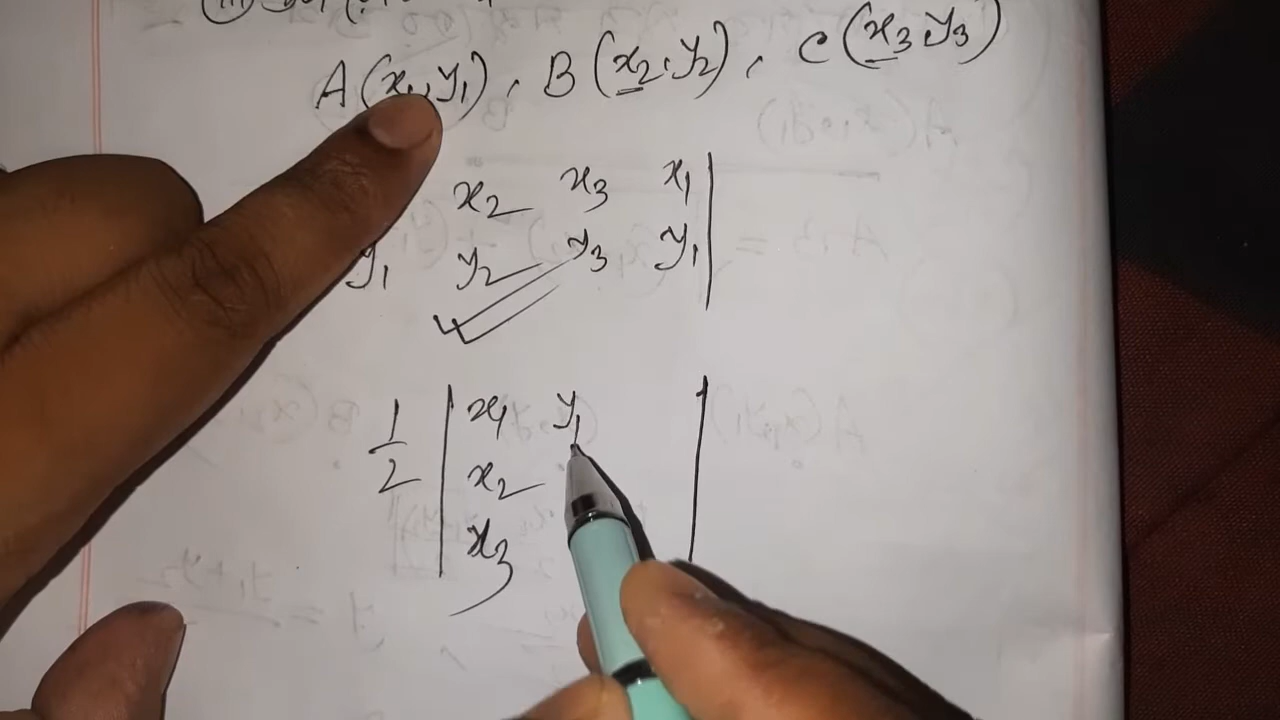 A(x₁, y₁), B(x₂, y₂), C(x₃, y₃)
x₂ x₃ x₁ |
y₁ y₂ y₃ y₁ |
1/2 | x₁ y₁ |
x₂
x₃